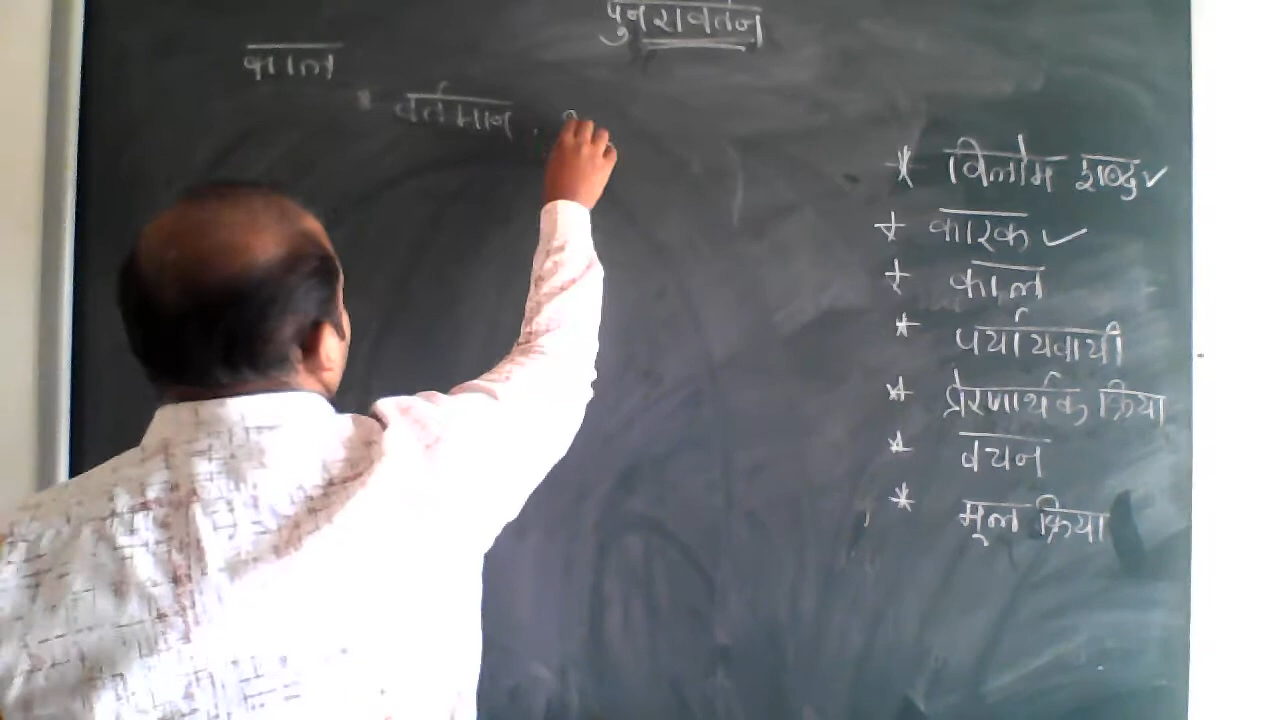 पुनरावर्तन
काल
* वर्तमान .
* विलोम शब्द ✓
* कारक ✓
* काल
* पर्यायवाची
* प्रेरणार्थक क्रिया
* वचन
* मूल क्रिया